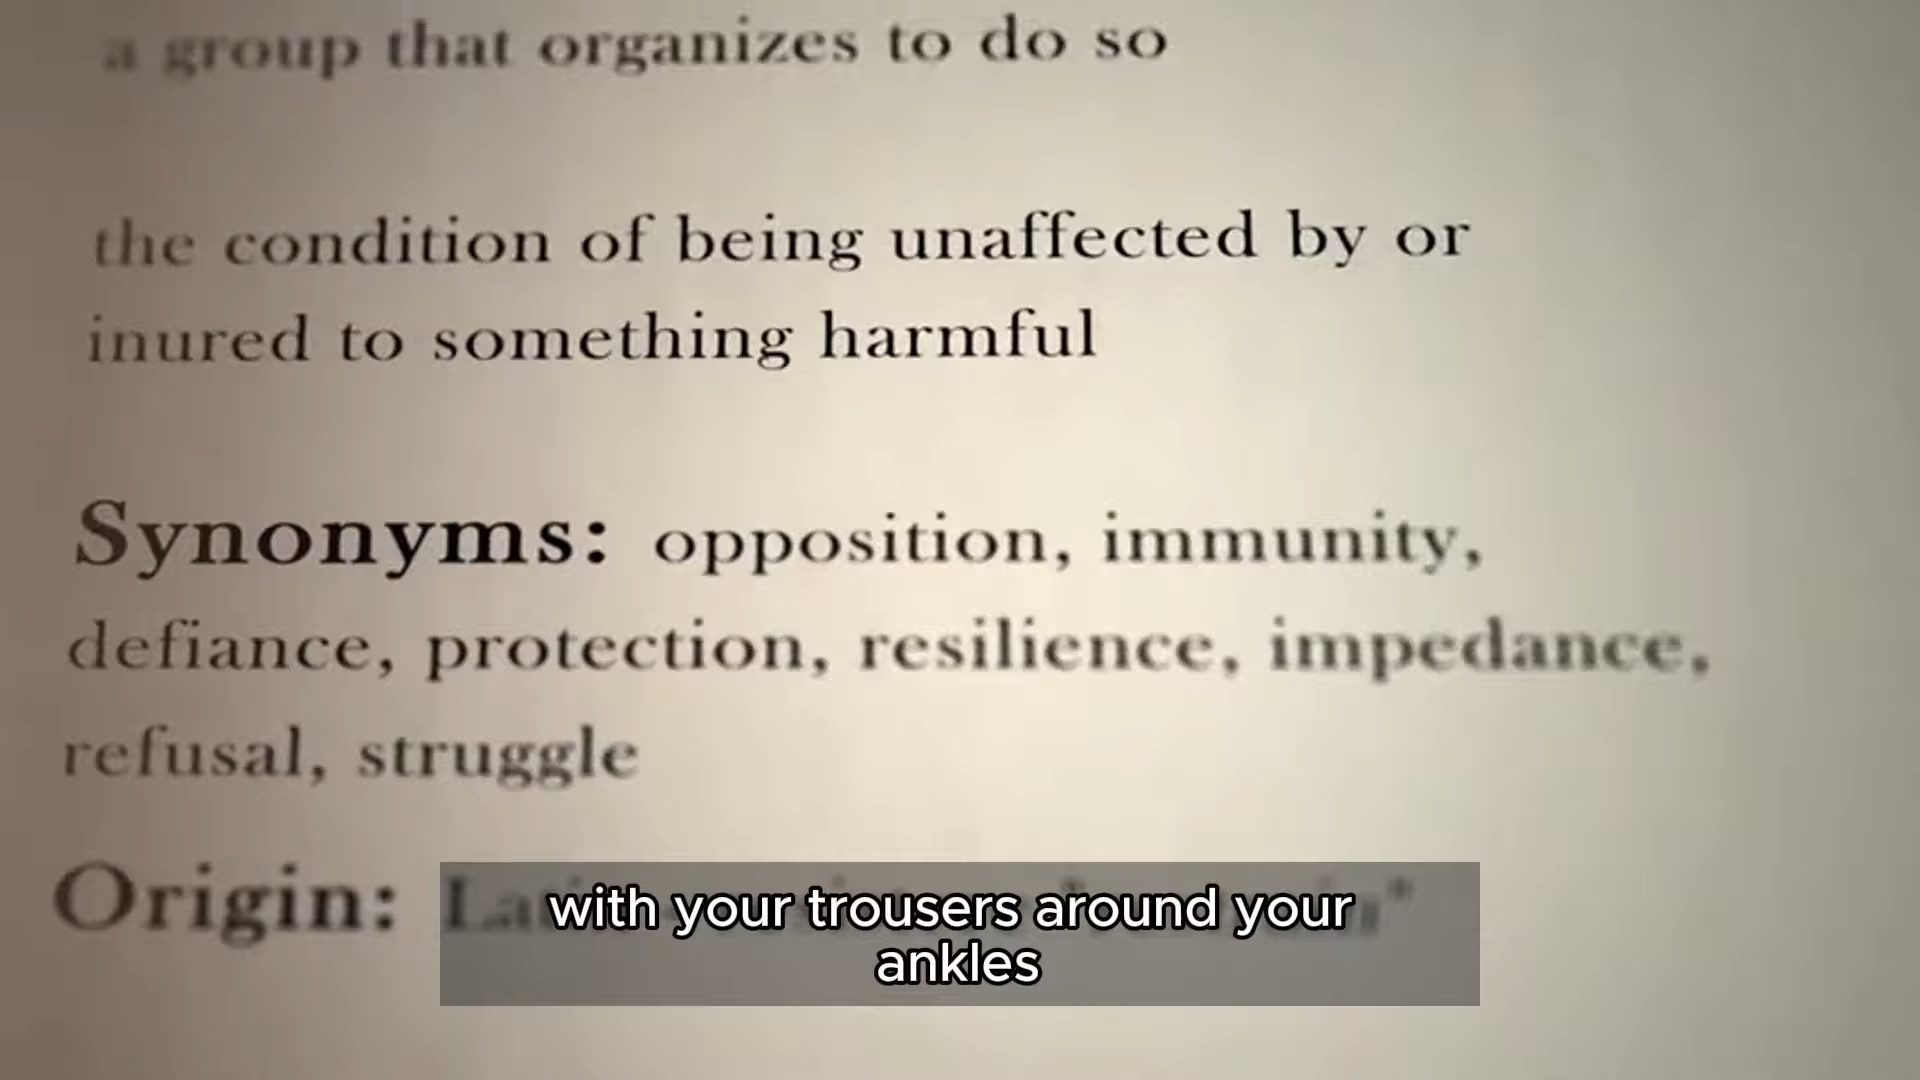 a group that organizes to do so
the condition of being unaffected by or
inured to something harmful
Synonyms: opposition, immunity,
defiance, protection, resilience, impedance,
refusal, struggle
Origin:
with your trousers around your
ankles